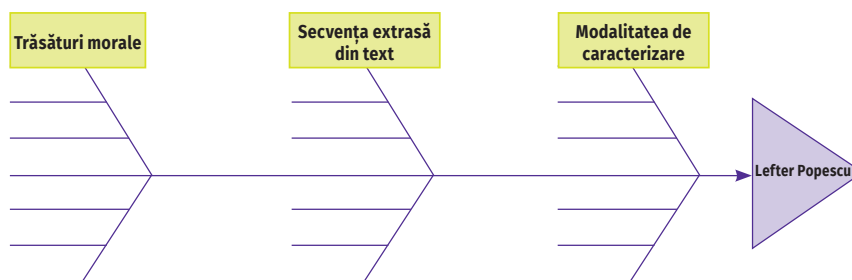 Trăsături morale
Secvența extrasă
din text
Modalitatea de
caracterizare
Lefter Popescu